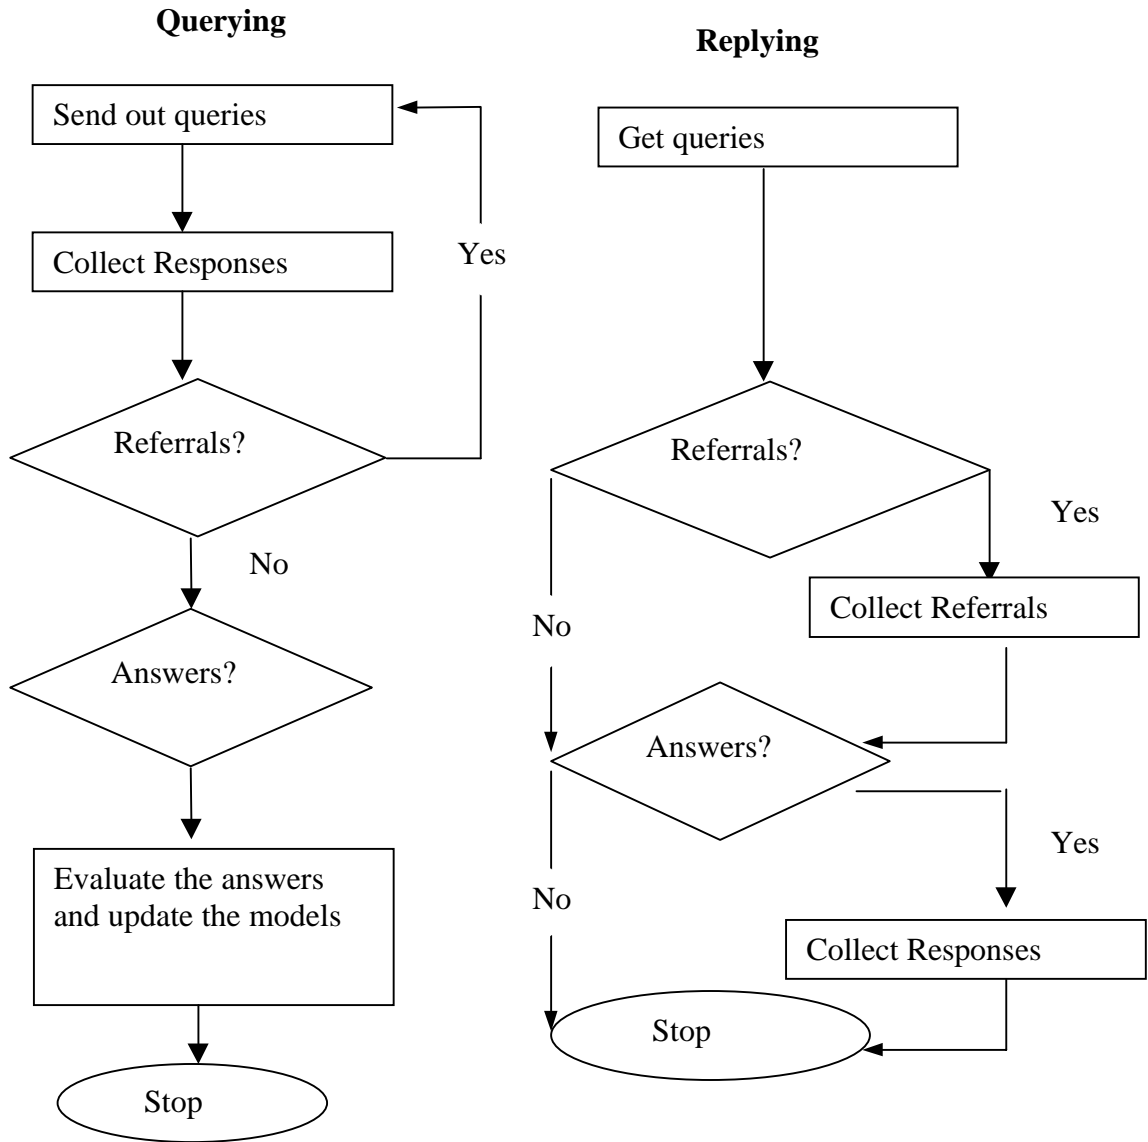 Querying
Send out queries
Collect Responses
Yes
Referrals?
No
Answers?
Evaluate the answers
and update the models
Stop
Replying
Get queries
Referrals?
Yes
Collect Referrals
No
Answers?
Yes
No
Collect Responses
Stop